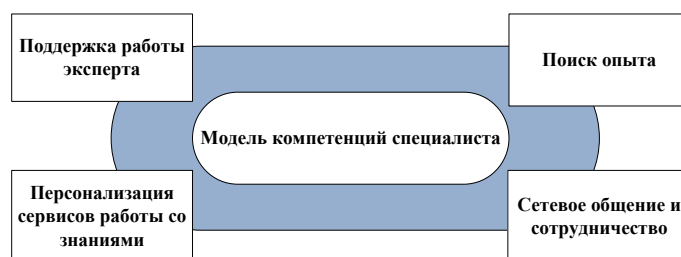 Поддержка работы
эксперта
Поиск опыта
Модель компетенций специалиста
Персонализация
сервисов работы со
знаниями
Сетевое общение и
сотрудничество